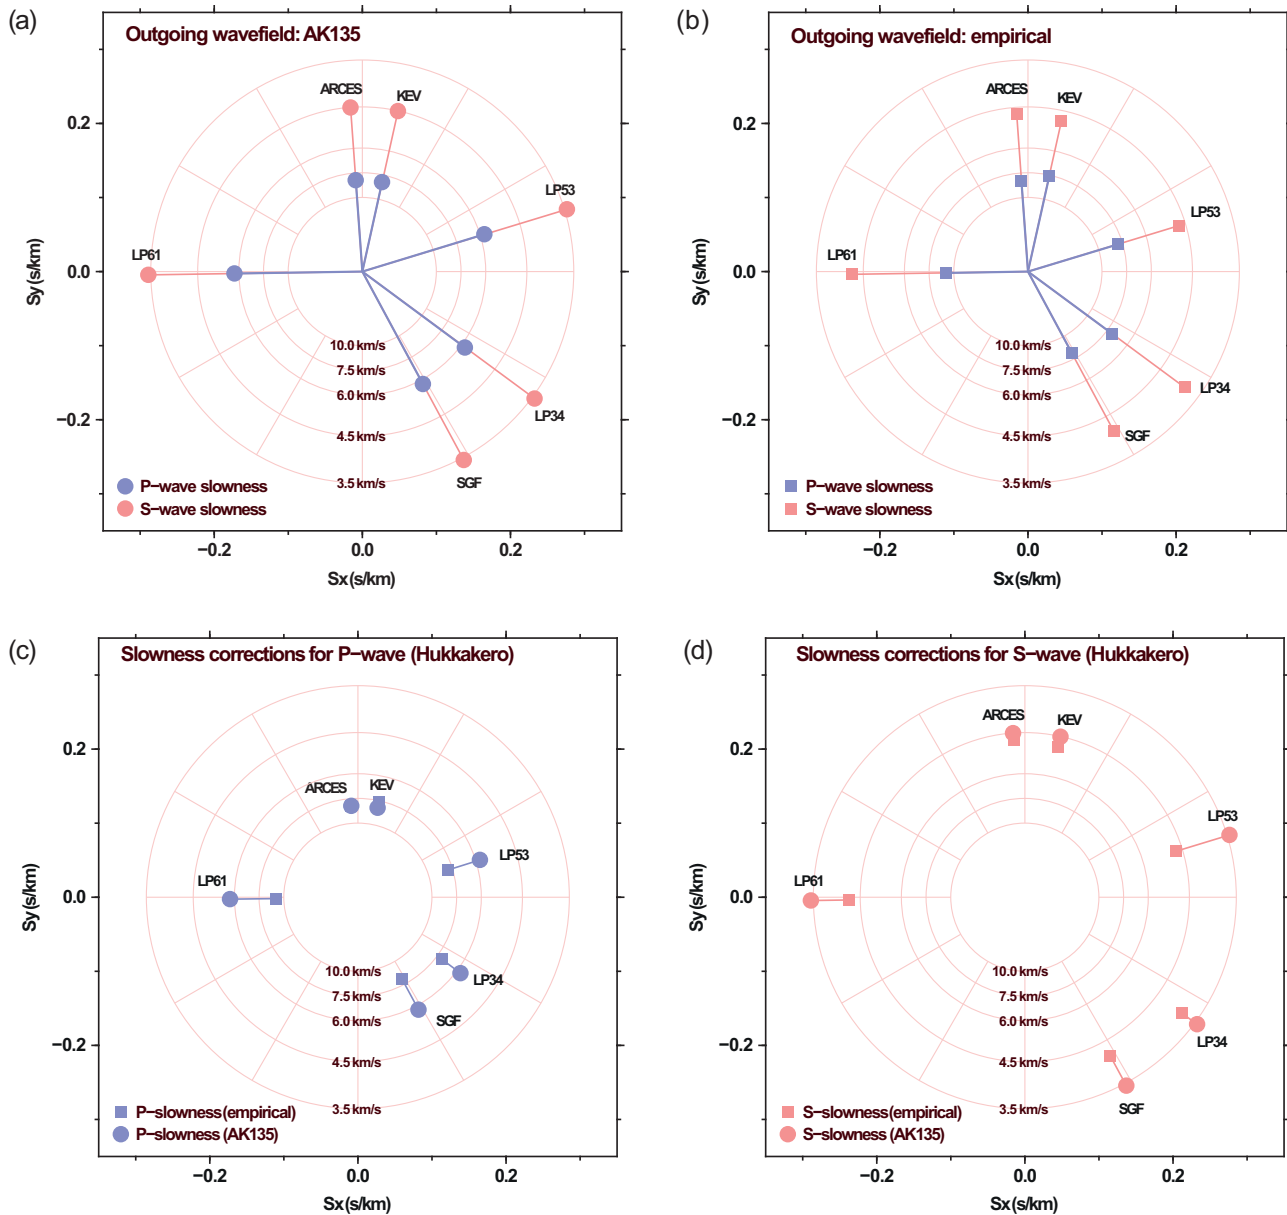 (a)
Outgoing wavefield: AK135
ARCES
KEV
LP53
LP61
LP34
SGF
10.0 km/s
7.5 km/s
6.0 km/s
4.5 km/s
3.5 km/s
P−wave slowness
S−wave slowness
0.2
0.0
−0.2
Sy (s/km)
−0.2
0.0
0.2
Sx (s/km)
(b)
Outgoing wavefield: empirical
ARCES
KEV
LP53
LP61
LP34
SGF
10.0 km/s
7.5 km/s
6.0 km/s
4.5 km/s
3.5 km/s
P−wave slowness
S−wave slowness
0.2
0.0
−0.2
Sy (s/km)
−0.2
0.0
0.2
Sx (s/km)
(c)
Slowness corrections for P−wave (Hukkakero)
ARCES
KEV
LP53
LP61
LP34
SGF
10.0 km/s
7.5 km/s
6.0 km/s
4.5 km/s
3.5 km/s
P−slowness (empirical)
P−slowness (AK135)
0.2
0.0
−0.2
Sy (s/km)
−0.2
0.0
0.2
Sx (s/km)
(d)
Slowness corrections for S−wave (Hukkakero)
ARCES
KEV
LP53
LP61
LP34
SGF
10.0 km/s
7.5 km/s
6.0 km/s
4.5 km/s
3.5 km/s
S−slowness (empirical)
S−slowness (AK135)
0.2
0.0
−0.2
Sy (s/km)
−0.2
0.0
0.2
Sx (s/km)